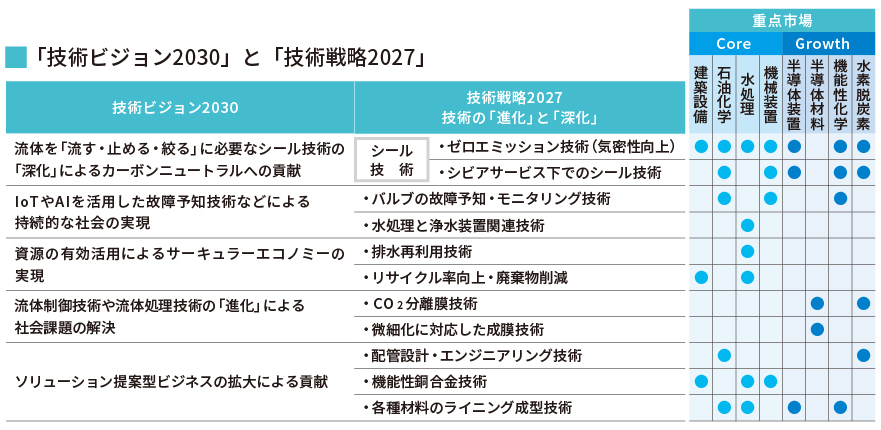 重点市場
Core Growth
「技術ビジョン2030」と「技術戦略2027」
建築設備
石油化学
水処理
機械装置
半導体装置
半導体材料
機能性化学
水素脱炭素
技術ビジョン2030
技術戦略2027
技術の「進化」と「深化」
流体を「流す・止める・絞る」に必要なシール技術の
「深化」によるカーボンニュートラルへの貢献
シール
技 術
・ゼロエミッション技術（気密性向上）
・シビアサービス下でのシール技術
IoTやAIを活用した故障予知技術などによる
持続的な社会の実現
・バルブの故障予知・モニタリング技術
・水処理と浄水装置関連技術
資源の有効活用によるサーキュラーエコノミーの
実現
・排水再利用技術
・リサイクル率向上・廃棄物削減
流体制御技術や流体処理技術の「進化」による
社会課題の解決
・CO2分離膜技術
・微細化に対応した成膜技術
ソリューション提案型ビジネスの拡大による貢献
・配管設計・エンジニアリング技術
・機能性銅合金技術
・各種材料のライニング成型技術